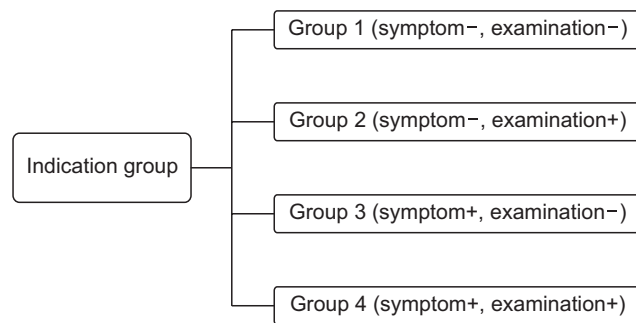 Group 1 (symptom−, examination−)
Group 2 (symptom−, examination+)
Indication group
Group 3 (symptom+, examination−)
Group 4 (symptom+, examination+)